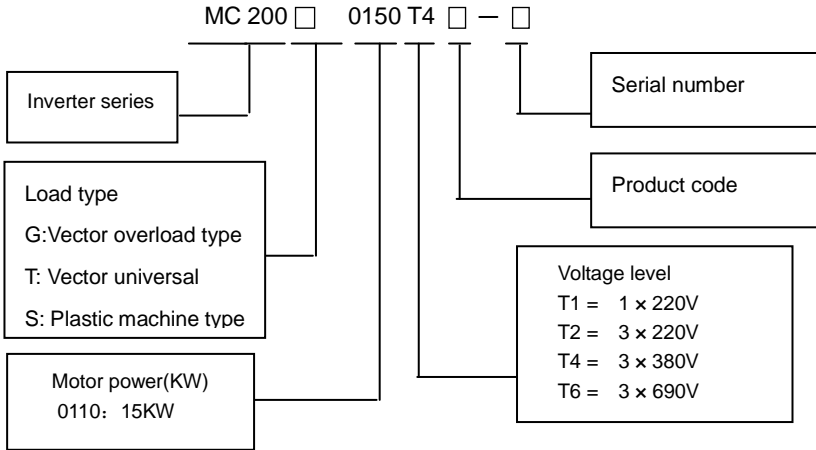 MC 200 □ 0150 T4 □ — □
Inverter series
Serial number
Load type
G:Vector overload type
T: Vector universal
S: Plastic machine type
Product code
Voltage level
T1 = 1 × 220V
T2 = 3 × 220V
T4 = 3 × 380V
T6 = 3 × 690V
Motor power(KW)
0110：15KW